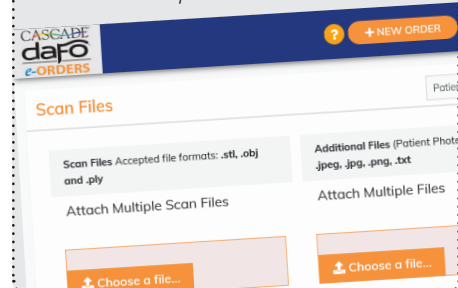 CASCADE
dafo
e-ORDERS
? + NEW ORDER
Scan Files
Scan Files Accepted file formats: .stl, .obj
and .ply
Attach Multiple Scan Files
Choose a file...
Additional Files (Patient
.jpeg, .jpg, .png, .txt
Attach Multiple Files
Choose a file...